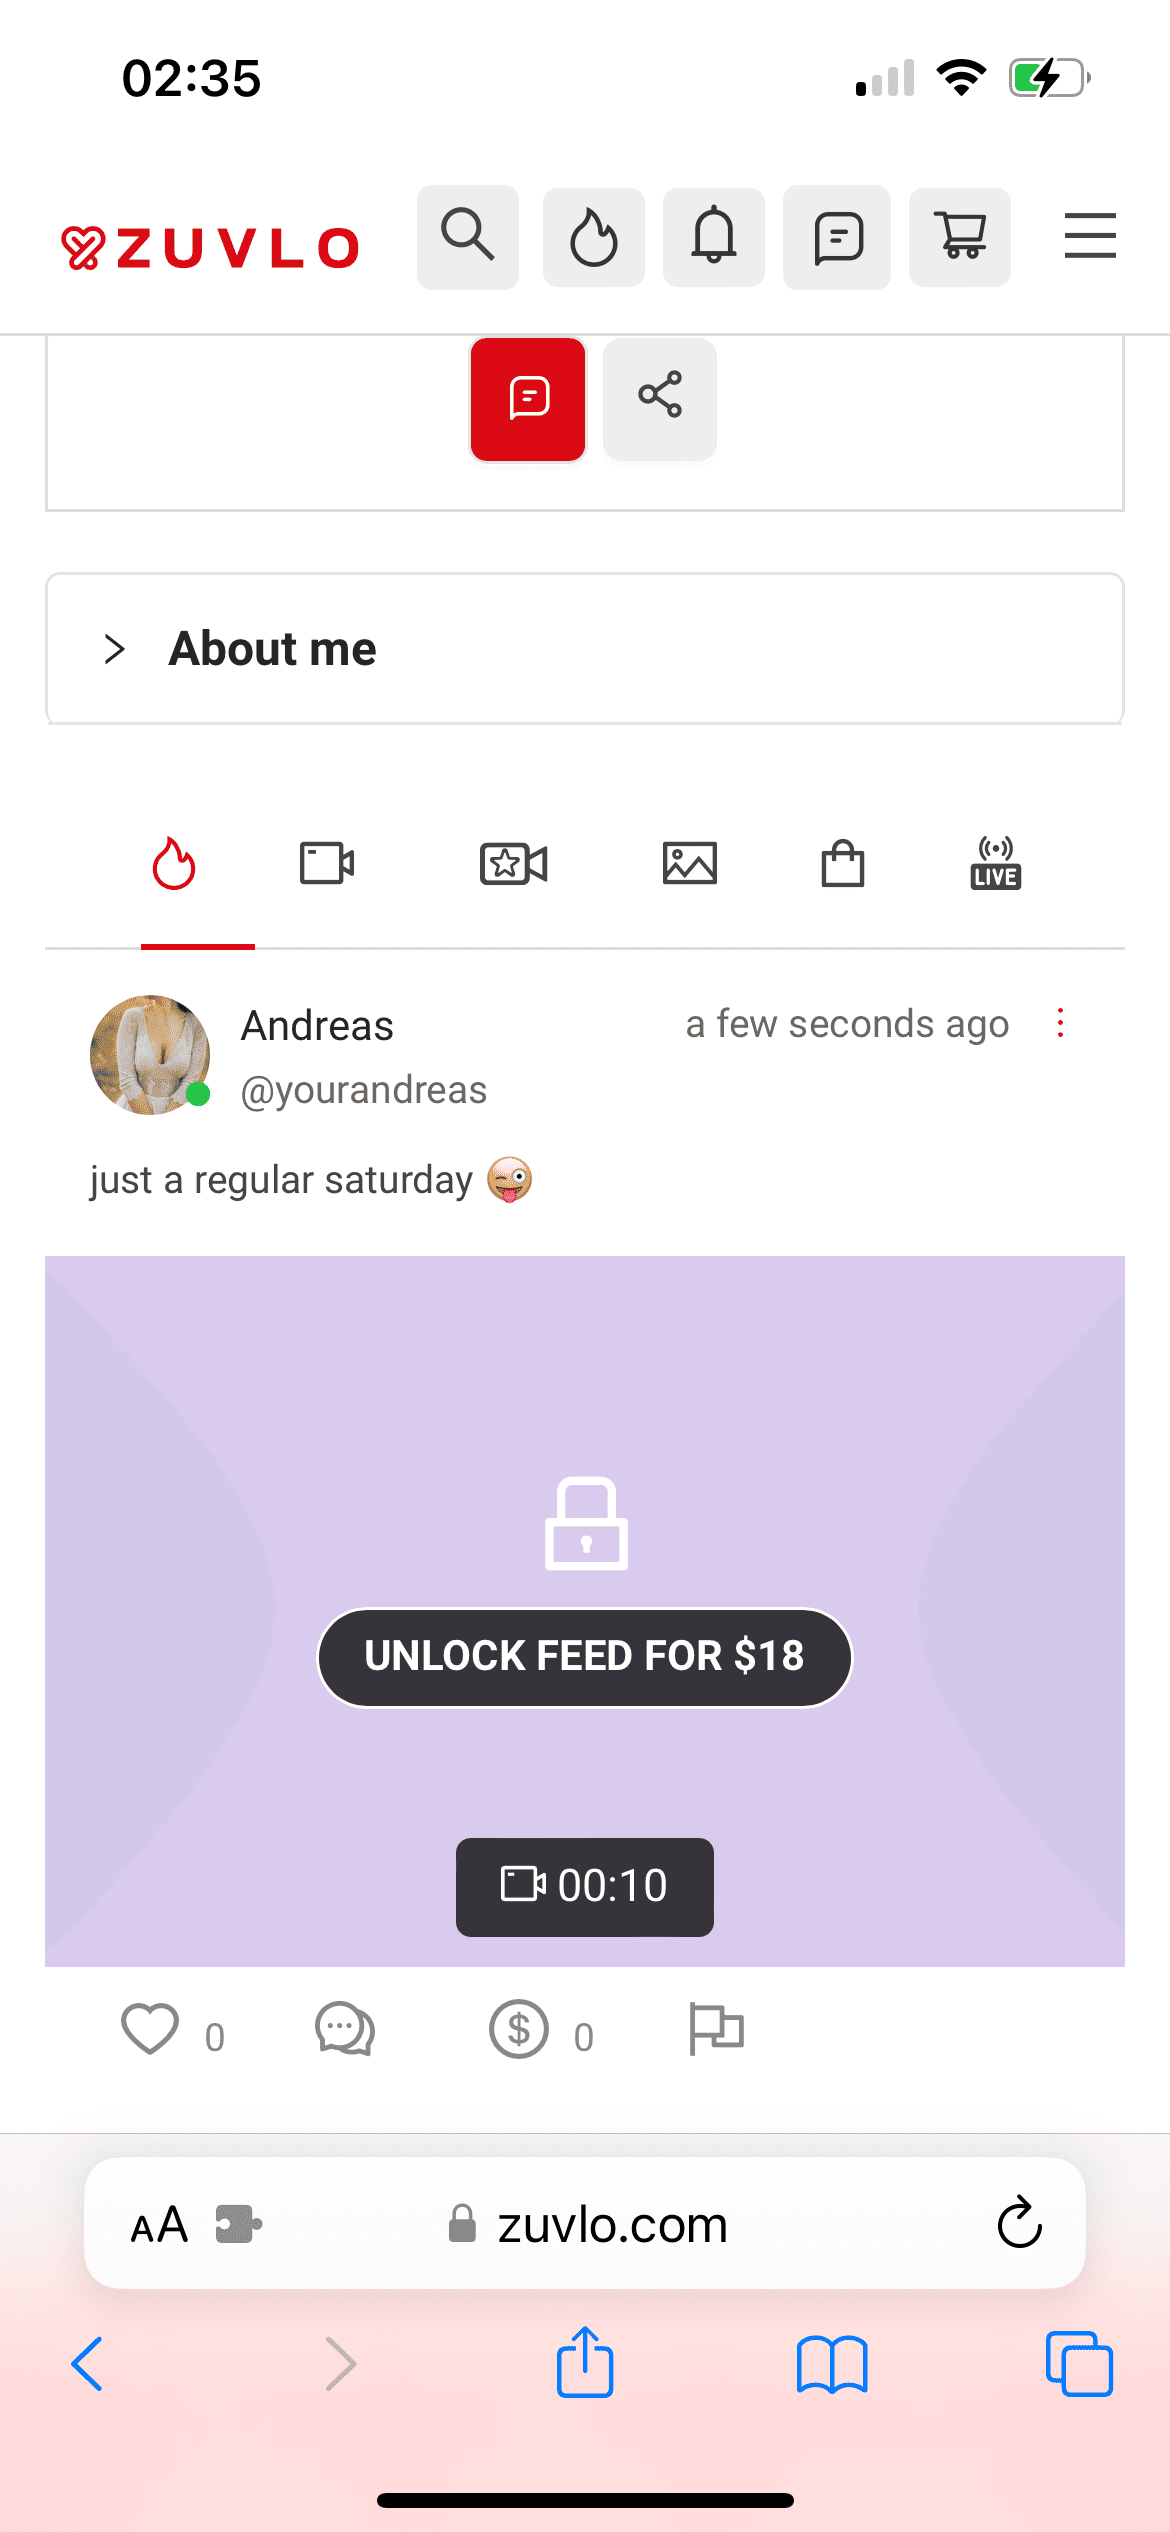 02:35
ZUVLO
About me
LIVE
Andreas
a few seconds ago
@yourandreas
just a regular saturday 😜
UNLOCK FEED FOR $18
00:10
0
$
0
AA
zuvlo.com